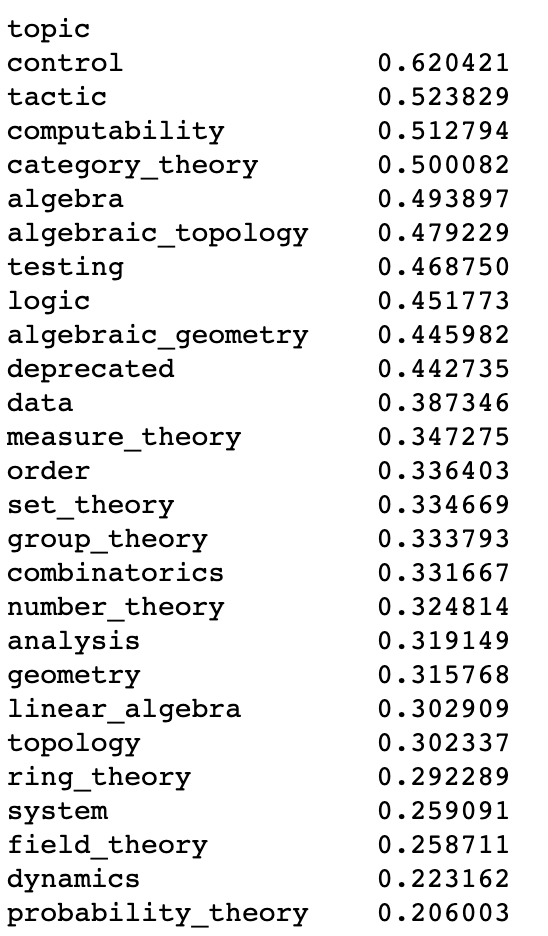 topic
control 0.620421
tactic 0.523829
computability 0.512794
category_theory 0.500082
algebra 0.493897
algebraic_topology 0.479229
testing 0.468750
logic 0.451773
algebraic_geometry 0.445982
deprecated 0.442735
data 0.387346
measure_theory 0.347275
order 0.336403
set_theory 0.334669
group_theory 0.333793
combinatorics 0.331667
number_theory 0.324814
analysis 0.319149
geometry 0.315768
linear_algebra 0.302909
topology 0.302337
ring_theory 0.292289
system 0.259091
field_theory 0.258711
dynamics 0.223162
probability_theory 0.206003